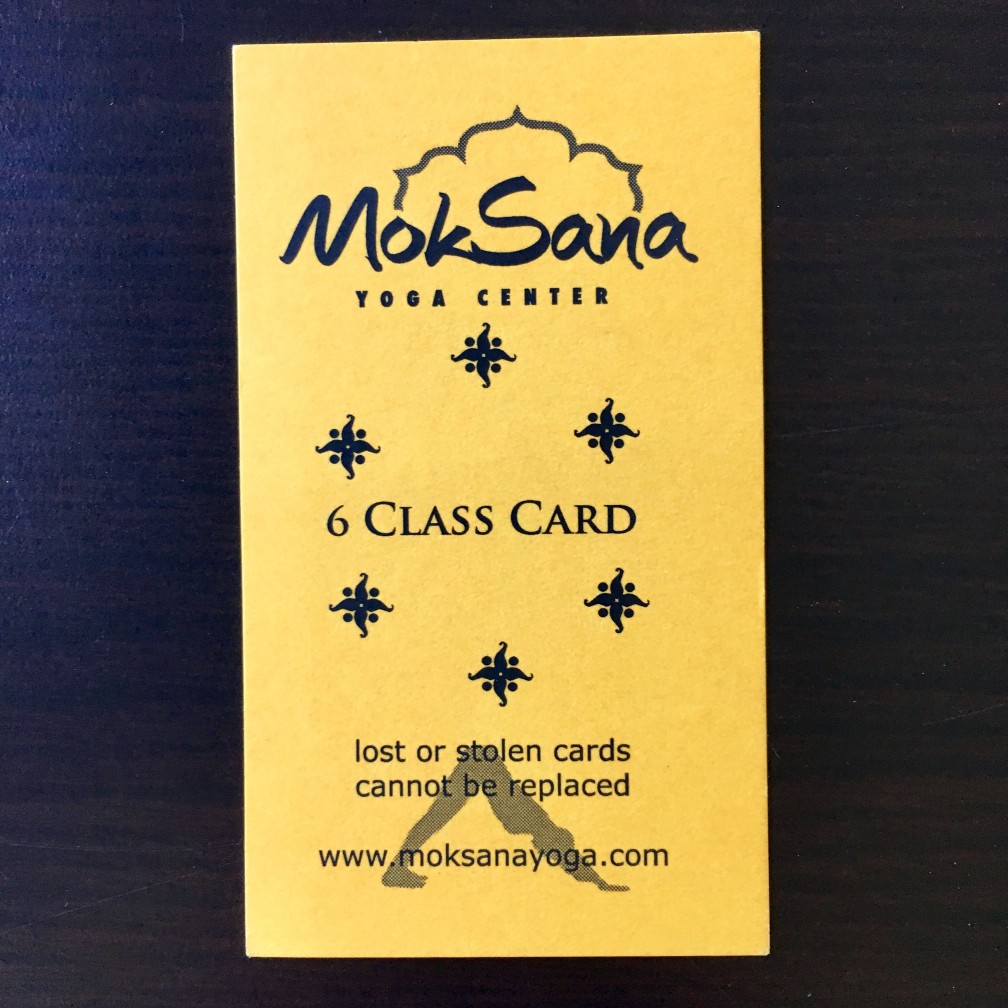 MokSana
YOGA CENTER
6 CLASS CARD
lost or stolen cards
cannot be replaced
www.moksanayoga.com